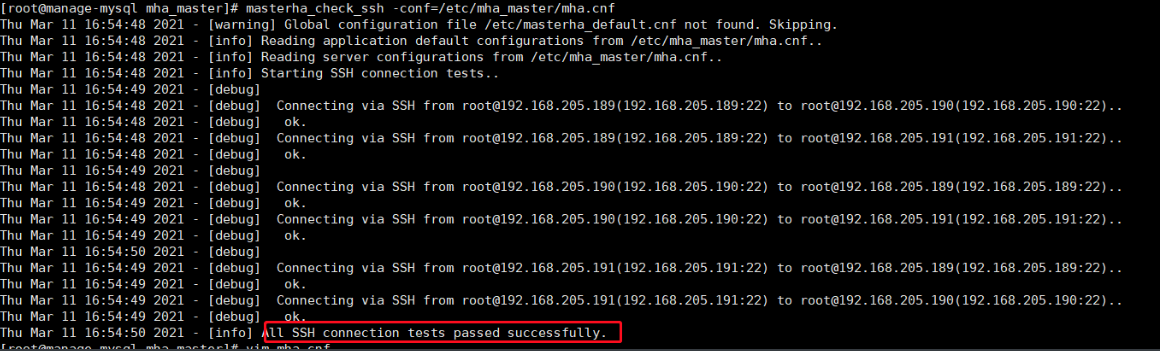 [root@manage-mysql mha_master]# masterha_check_ssh -conf=/etc/mha_master/mha.cnf
Thu Mar 11 16:54:48 2021 - [warning] Global configuration file /etc/masterha_default.cnf not found. Skipping.
Thu Mar 11 16:54:48 2021 - [info] Reading application default configurations from /etc/mha_master/mha.cnf..
Thu Mar 11 16:54:48 2021 - [info] Reading server configurations from /etc/mha_master/mha.cnf..
Thu Mar 11 16:54:48 2021 - [info] Starting SSH connection tests..
Thu Mar 11 16:54:49 2021 - [debug]
Thu Mar 11 16:54:48 2021 - [debug]  Connecting via SSH from root@192.168.205.189(192.168.205.189:22) to root@192.168.205.190(192.168.205.190:22)..
Thu Mar 11 16:54:48 2021 - [debug]   ok.
Thu Mar 11 16:54:48 2021 - [debug]  Connecting via SSH from root@192.168.205.189(192.168.205.189:22) to root@192.168.205.191(192.168.205.191:22)..
Thu Mar 11 16:54:48 2021 - [debug]   ok.
Thu Mar 11 16:54:49 2021 - [debug]
Thu Mar 11 16:54:48 2021 - [debug]  Connecting via SSH from root@192.168.205.190(192.168.205.190:22) to root@192.168.205.189(192.168.205.189:22)..
Thu Mar 11 16:54:49 2021 - [debug]   ok.
Thu Mar 11 16:54:49 2021 - [debug]  Connecting via SSH from root@192.168.205.190(192.168.205.190:22) to root@192.168.205.191(192.168.205.191:22)..
Thu Mar 11 16:54:49 2021 - [debug]   ok.
Thu Mar 11 16:54:50 2021 - [debug]
Thu Mar 11 16:54:49 2021 - [debug]  Connecting via SSH from root@192.168.205.191(192.168.205.191:22) to root@192.168.205.189(192.168.205.189:22)..
Thu Mar 11 16:54:49 2021 - [debug]   ok.
Thu Mar 11 16:54:49 2021 - [debug]  Connecting via SSH from root@192.168.205.191(192.168.205.191:22) to root@192.168.205.190(192.168.205.190:22)..
Thu Mar 11 16:54:49 2021 - [debug]   ok.
Thu Mar 11 16:54:50 2021 - [info] All SSH connection tests passed successfully.
[root@manage-mysql mha_master]# vim mha.cnf